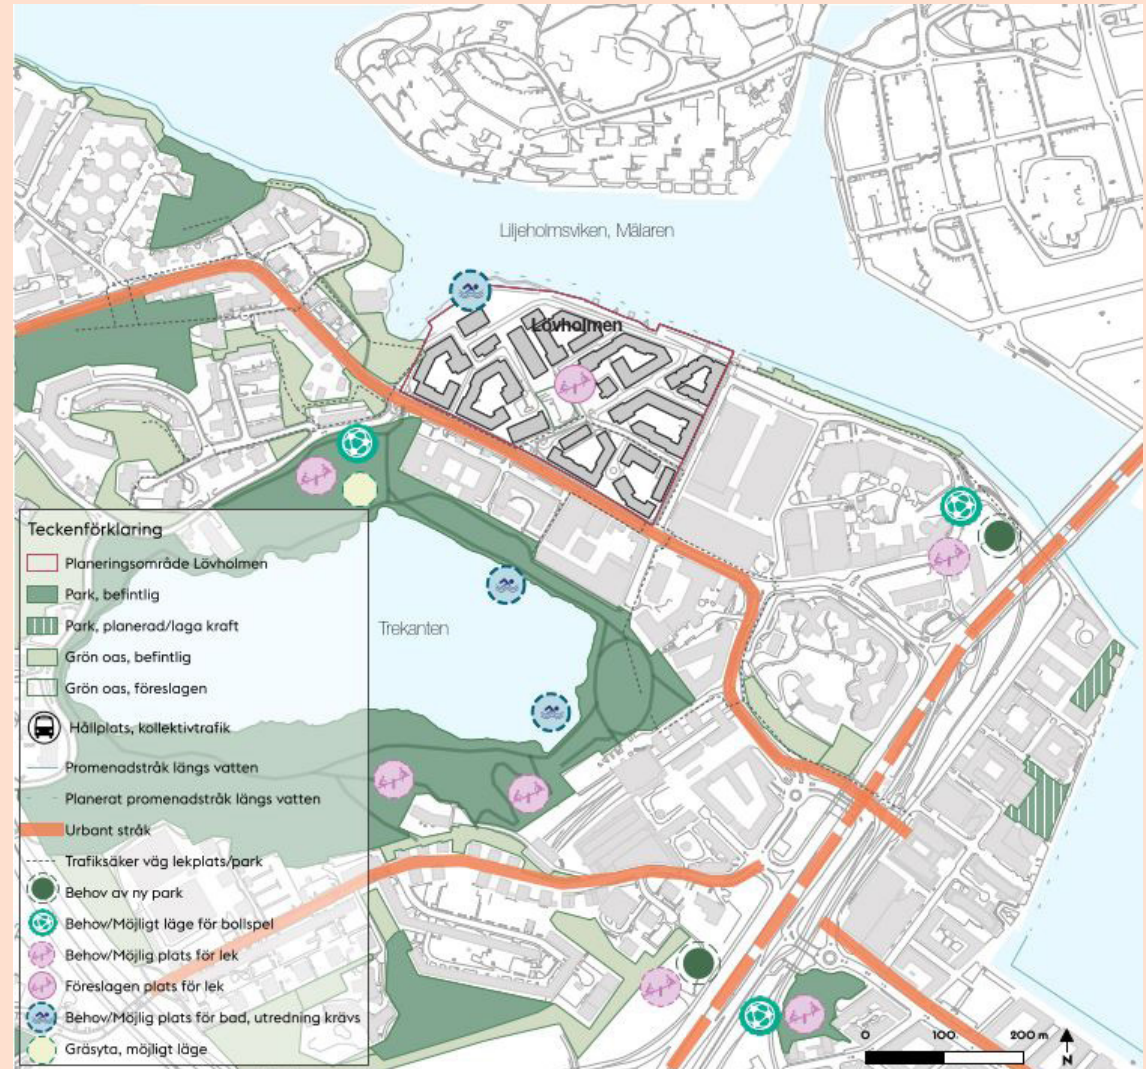 Liljeholmsviken, Mälaren
Lövholmen
Trekanten
Teckenförklaring
Planeringsområde Lövholmen
Park, befintlig
Park, planerad/laga kraft
Grön oas, befintlig
Grön oas, föreslagen
Hållplats, kollektivtrafik
Promenadstråk längs vatten
Planerat promenadstråk längs vatten
Urbant stråk
Trafiksäker väg lekplats/park
Behov av ny park
Behov/Möjligt läge för bollspel
Behov/Möjlig plats för lek
Föreslagen plats för lek
Behov/Möjlig plats för bad, utredning krävs
Gräsyta, möjligt läge
0 100 200 m
N